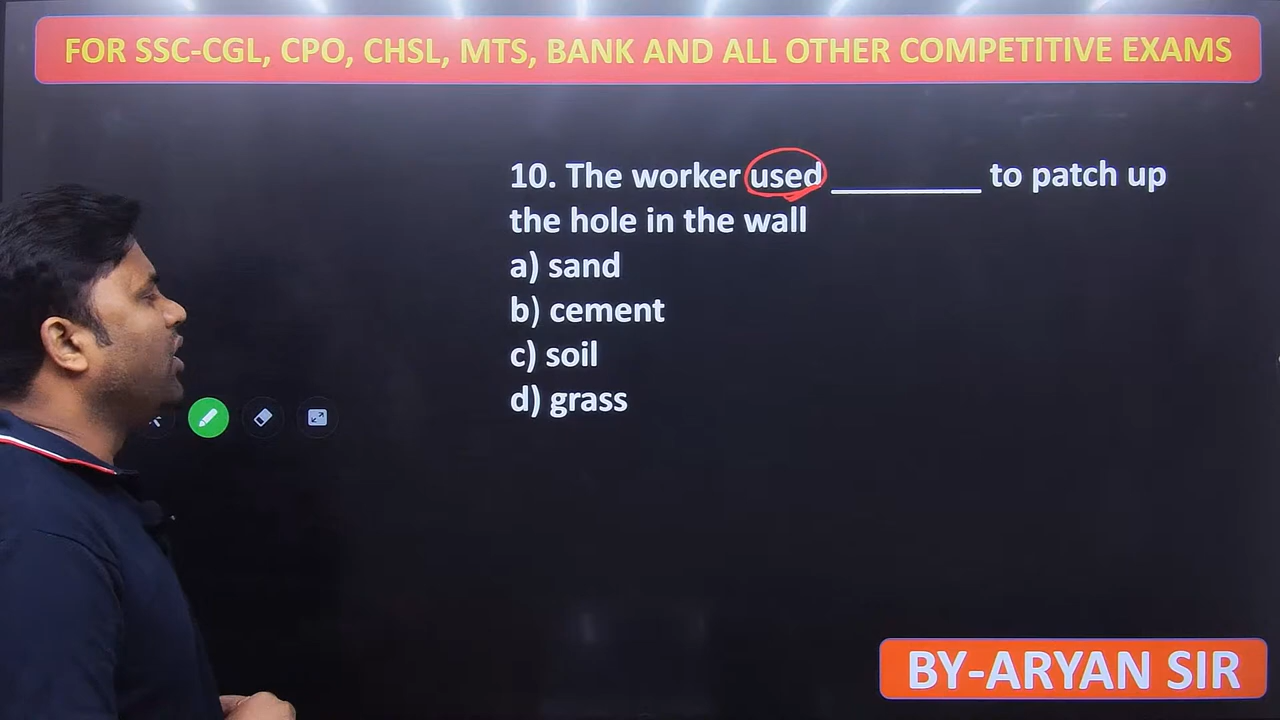 FOR SSC-CGL, CPO, CHSL, MTS, BANK AND ALL OTHER COMPETITIVE EXAMS
10. The worker used _________ to patch up
the hole in the wall
a) sand
b) cement
c) soil
d) grass
BY-ARYAN SIR